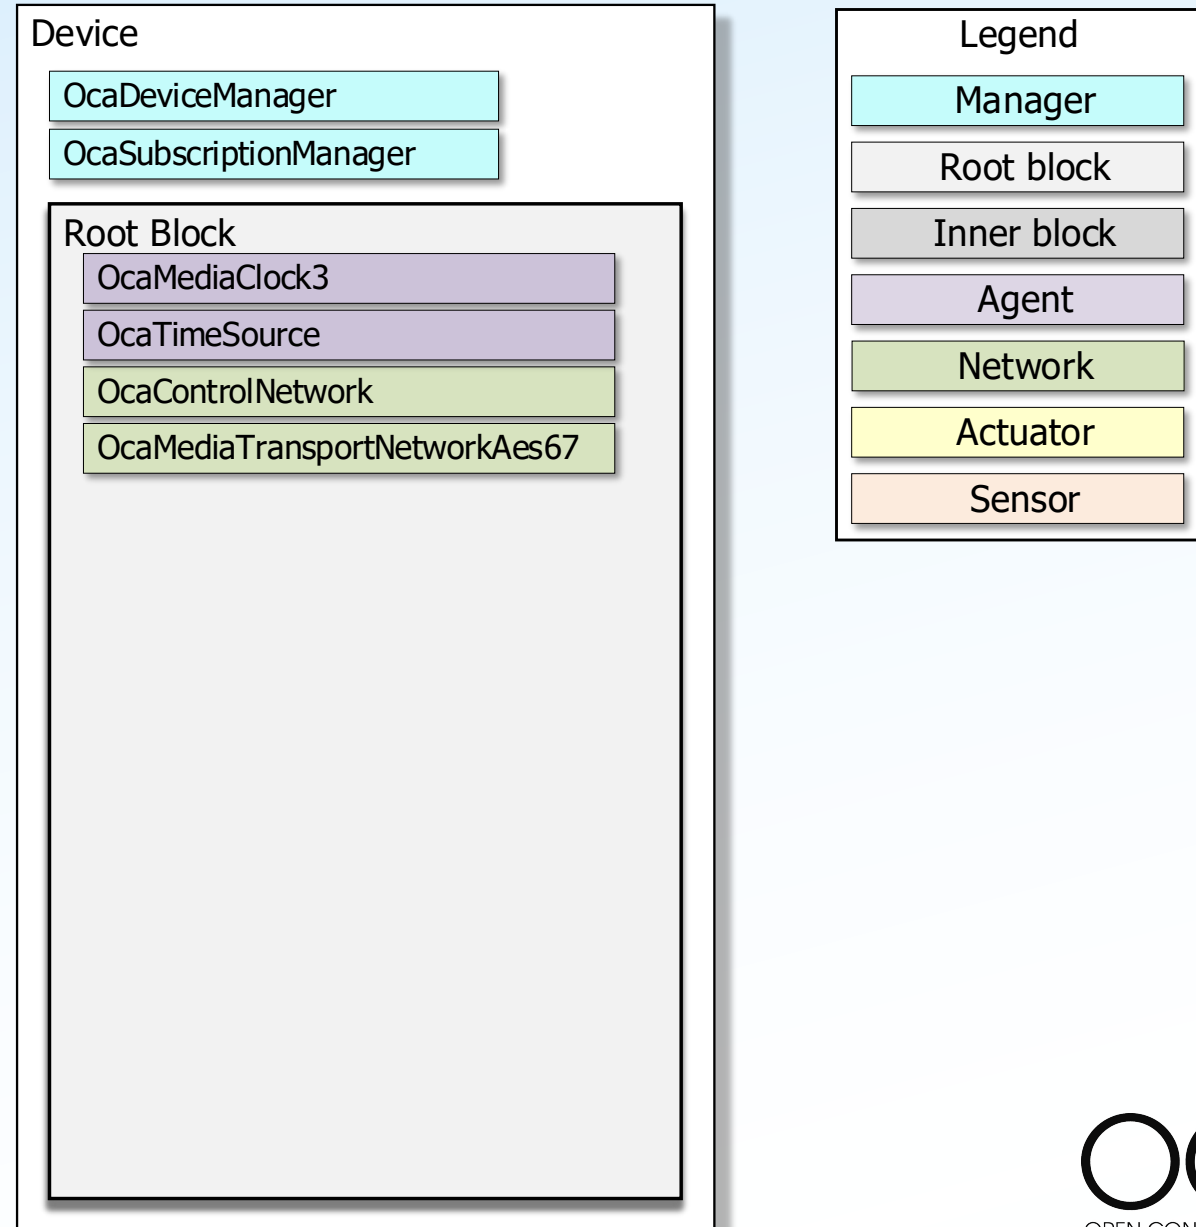 Device
OcaDeviceManager
OcaSubscriptionManager
Root Block
OcaMediaClock3
OcaTimeSource
OcaControlNetwork
OcaMediaTransportNetworkAes67
Legend
Manager
Root block
Inner block
Agent
Network
Actuator
Sensor